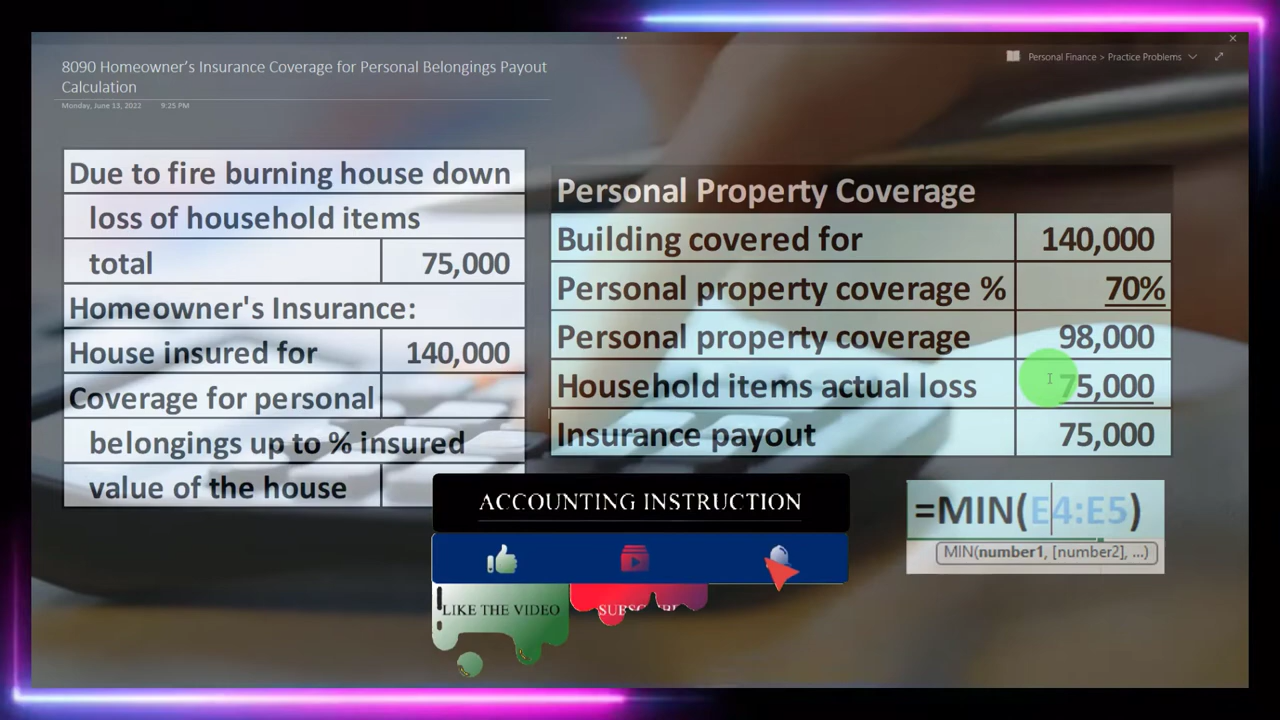 8090 Homeowner's Insurance Coverage for Personal Belongings Payout
Calculation
Monday, June 13, 2022 9:25 PM
Personal Finance > Practice Problems
Due to fire burning house down
loss of household items
total 75,000
Homeowner's Insurance:
House insured for 140,000
Coverage for personal
belongings up to % insured
value of the house
Personal Property Coverage
Building covered for 140,000
Personal property coverage % 70%
Personal property coverage 98,000
Household items actual loss 75,000
Insurance payout 75,000
=MIN(E4:E5)
MIN(number1, [number2], ...)
ACCOUNTING INSTRUCTION
LIKE THE VIDEO